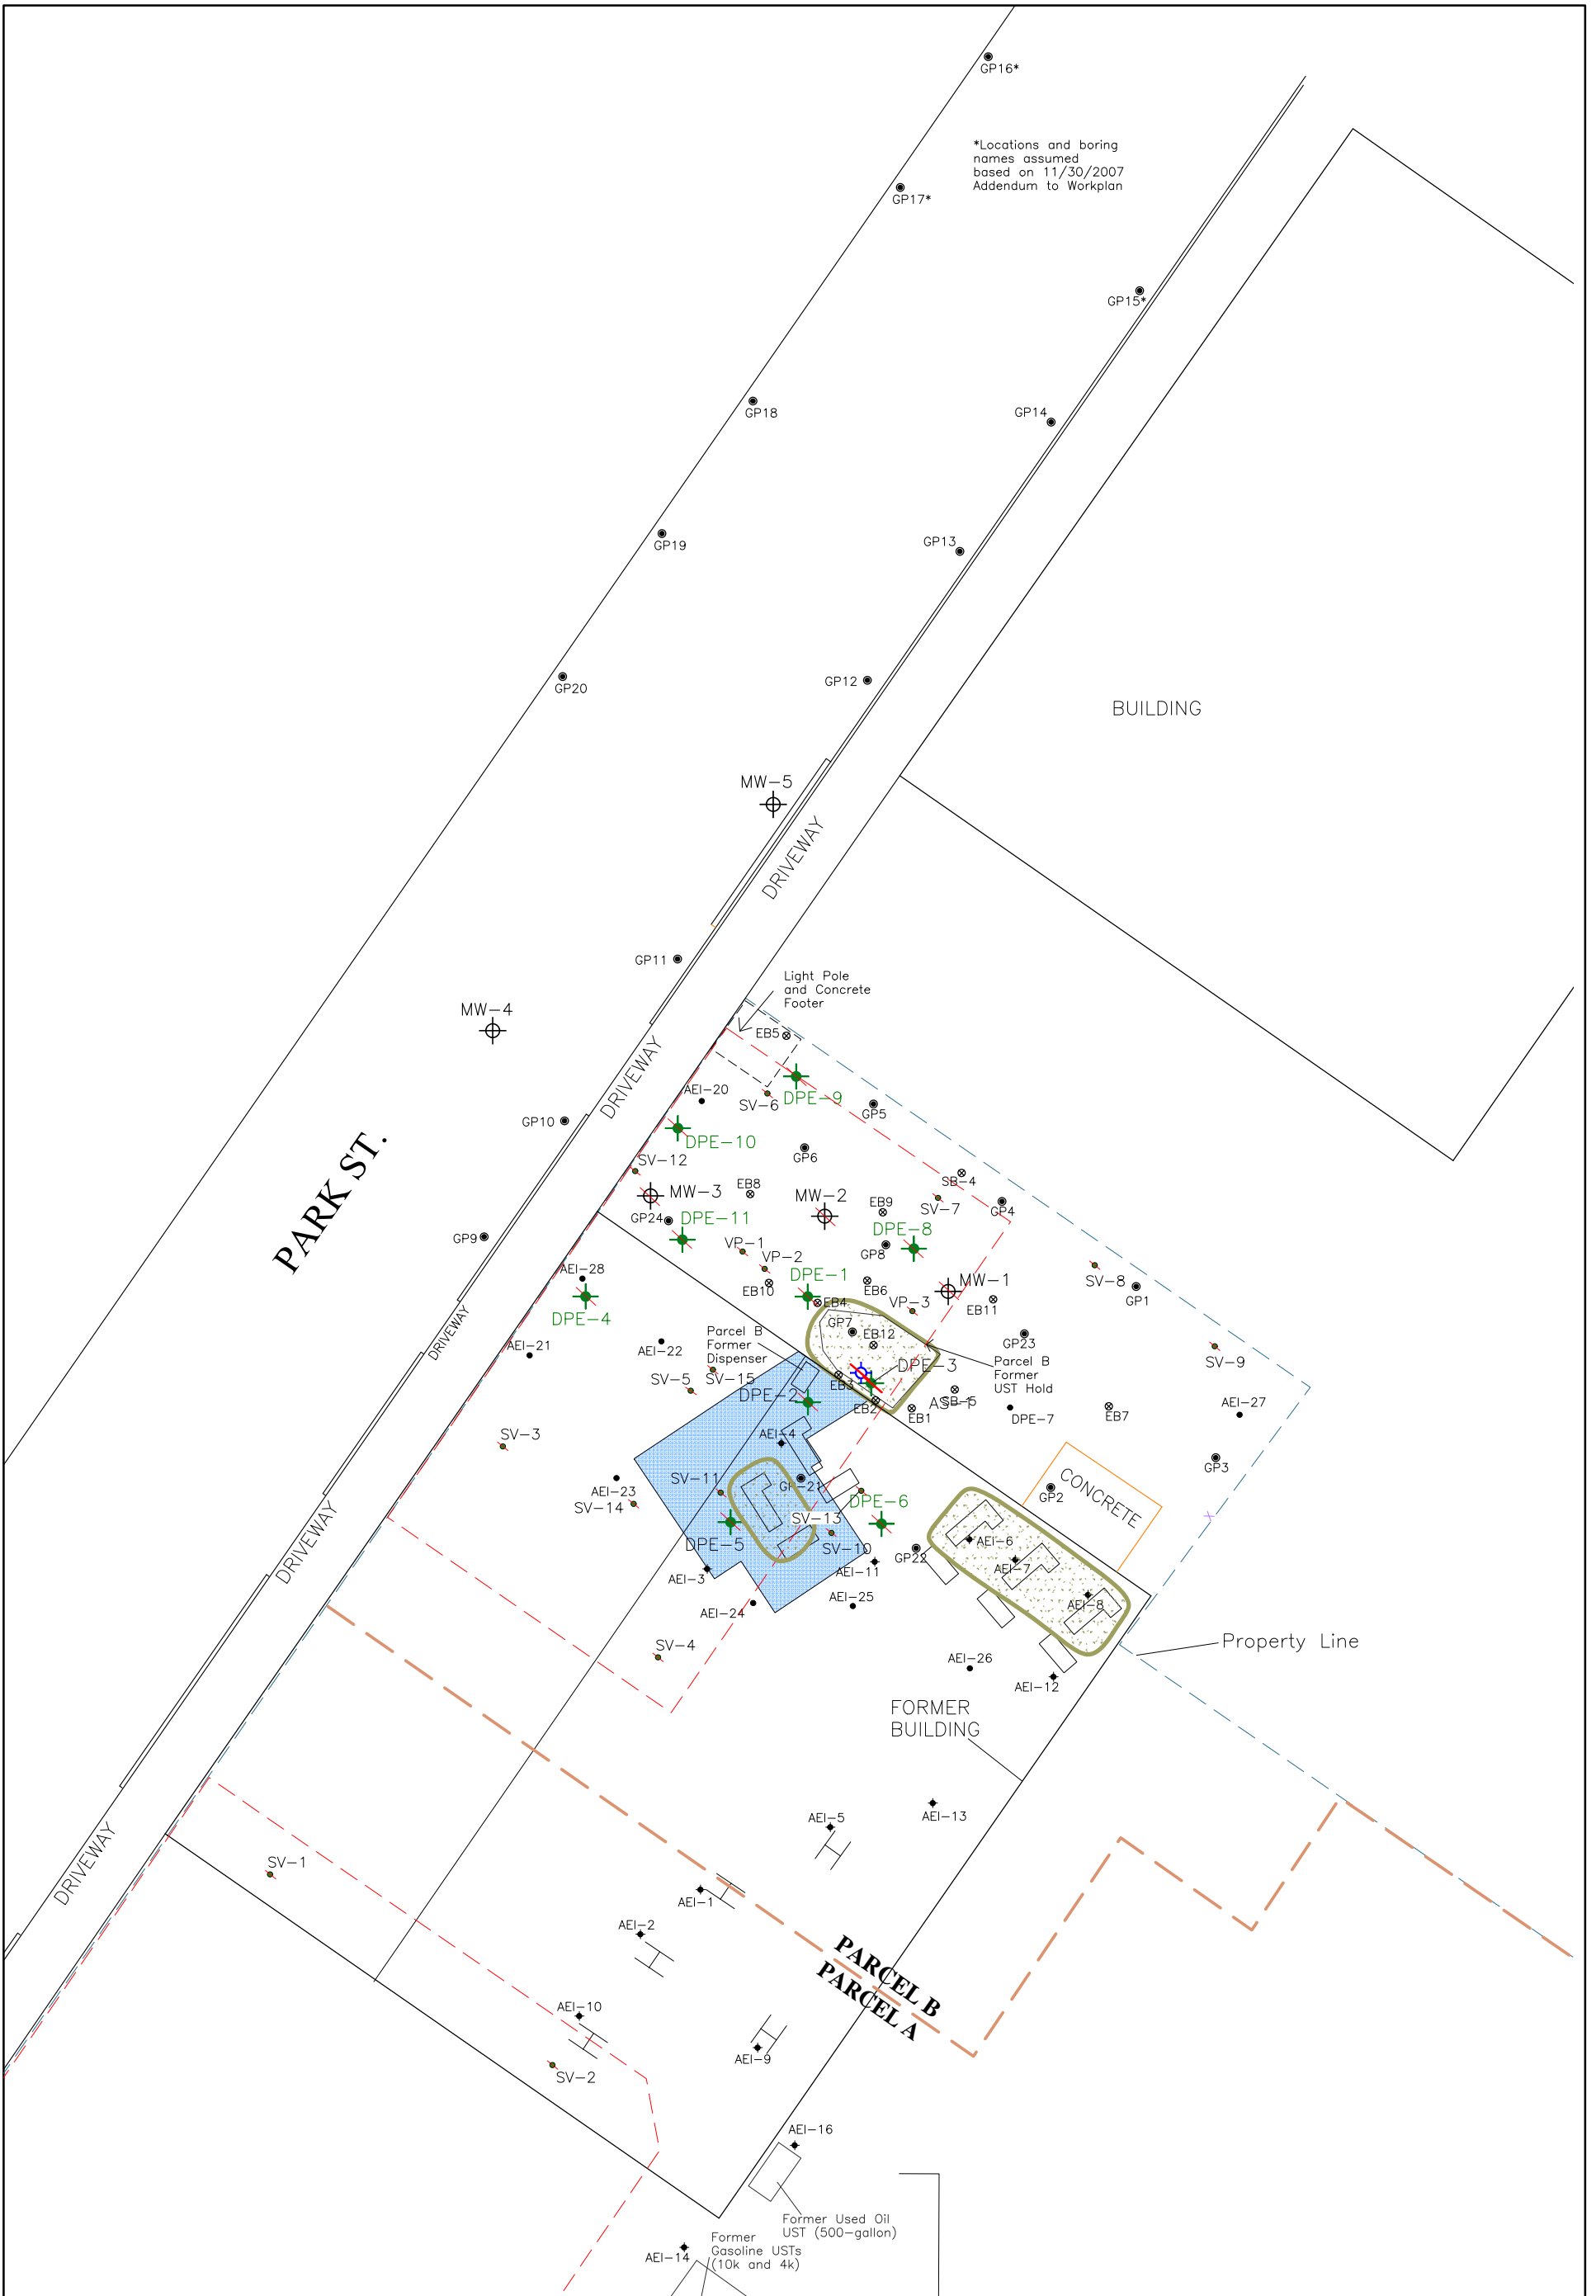 GP16*
*Locations and boring
names assumed
based on 11/30/2007
Addendum to Workplan
GP17*
GP15*
GP18
GP14
GP19
GP13
GP20
GP12
BUILDING
MW-5
DRIVEWAY
GP11
Light Pole
and Concrete
Footer
MW-4
EB5
DRIVEWAY
AEI-20
SV-6
DPE-9
GP5
GP10
DPE-10
PARK ST.
GP6
SV-12
SB-4
MW-3
EB8
MW-2
EB9
SV-7
GP4
GP24
DPE-11
DPE-8
GP9
VP-1
GP8
VP-2
SV-8
AEI-28
EB10
DPE-1
EB6
MW-1
GP1
DPE-4
EB4
VP-3
EB11
DRIVEWAY
Parcel B
Former
Dispenser
GP7
EB12
GP23
AEI-21
AEI-22
SV-9
DPE-3
Parcel B
Former
UST Hold
SV-15
SV-5
EB3
DPE-2
EB2
AS-1
SB-5
EB1
DPE-7
EB7
AEI-27
SV-3
AEI-4
GP3
AEI-23
SV-11
GP-21
CONCRETE
GP2
SV-14
DPE-6
SV-13
DPE-5
SV-10
DRIVEWAY
AEI-6
GP22
AEI-7
AEI-3
AEI-11
AEI-24
AEI-25
AEI-8
SV-4
Property Line
AEI-26
AEI-12
FORMER
BUILDING
AEI-5
AEI-13
DRIVEWAY
SV-1
AEI-1
AEI-2
PARCEL B
PARCEL A
AEI-10
AEI-9
SV-2
AEI-16
Former Used Oil
UST (500-gallon)
AEI-14
Former
Gasoline USTs
(10k and 4k)